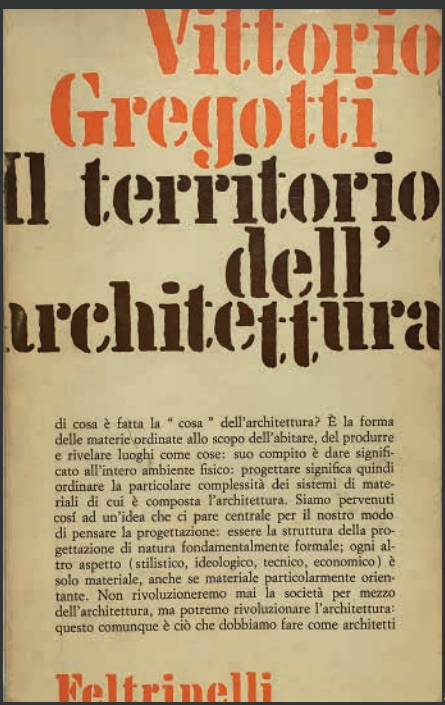 Vittorio
Gregotti
Il territorio
dell'
architettura
di cosa è fatta la " cosa " dell'architettura? È la forma
delle materie ordinate allo scopo dell'abitare, del produrre
e rivelare luoghi come cose: suo compito è dare signifi-
cato all'intero ambiente fisico: progettare significa quindi
ordinare la particolare complessità dei sistemi di mate-
riali di cui è composta l'architettura. Siamo pervenuti
cosí ad un'idea che ci pare centrale per il nostro modo
di pensare la progettazione: essere la struttura della pro-
gettazione di natura fondamentalmente formale; ogni al-
tro aspetto (stilistico, ideologico, tecnico, economico) è
solo materiale, anche se materiale particolarmente orien-
tante. Non rivoluzioneremo mai la società per mezzo
dell'architettura, ma potremo rivoluzionare l'architettura:
questo comunque è ciò che dobbiamo fare come architetti
Feltrinelli